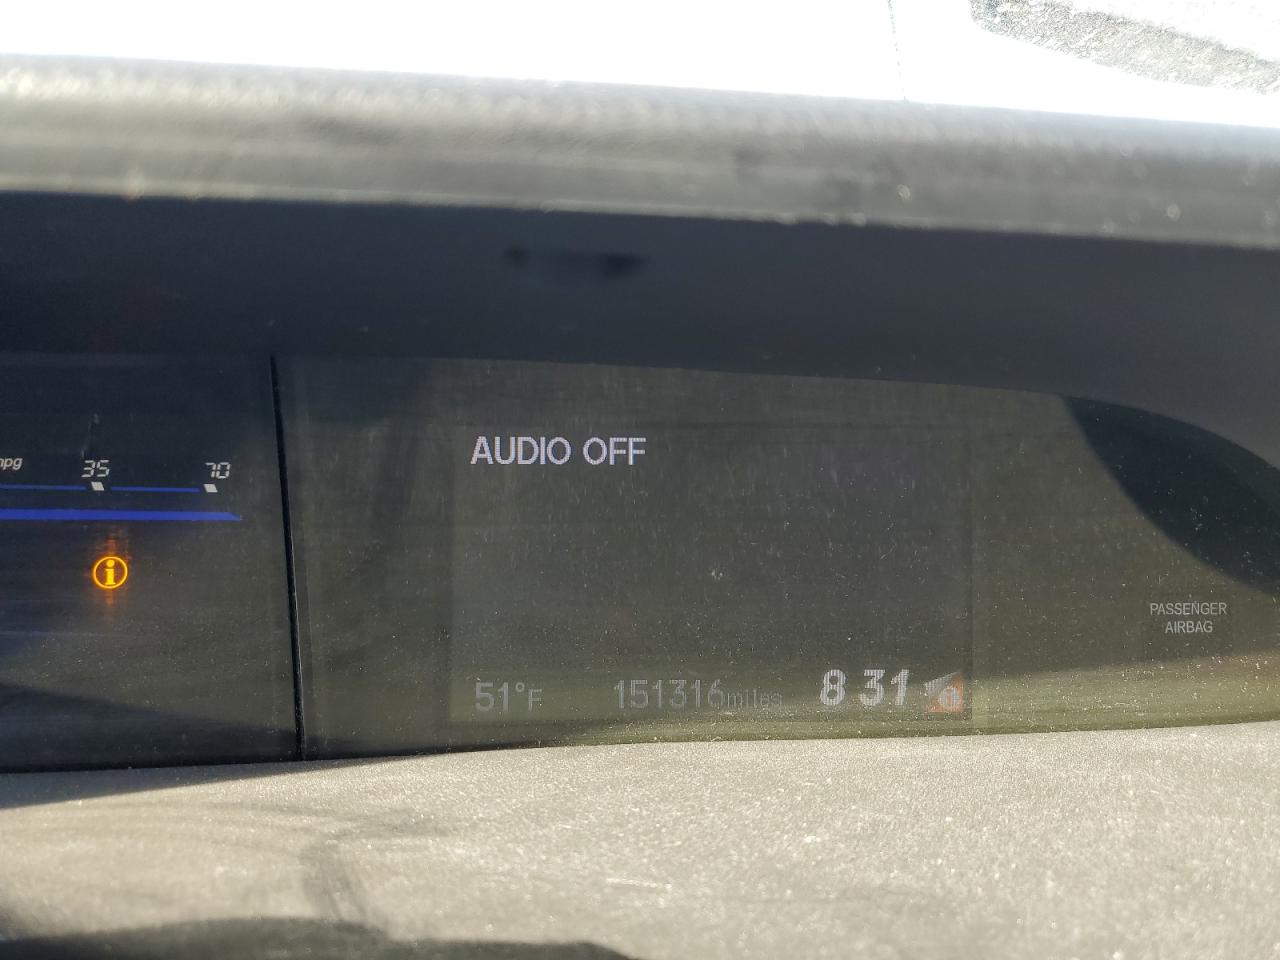 AUDIO OFF
mpg 35 70
i
PASSENGER
AIRBAG
51°F 151316miles 8 31 i